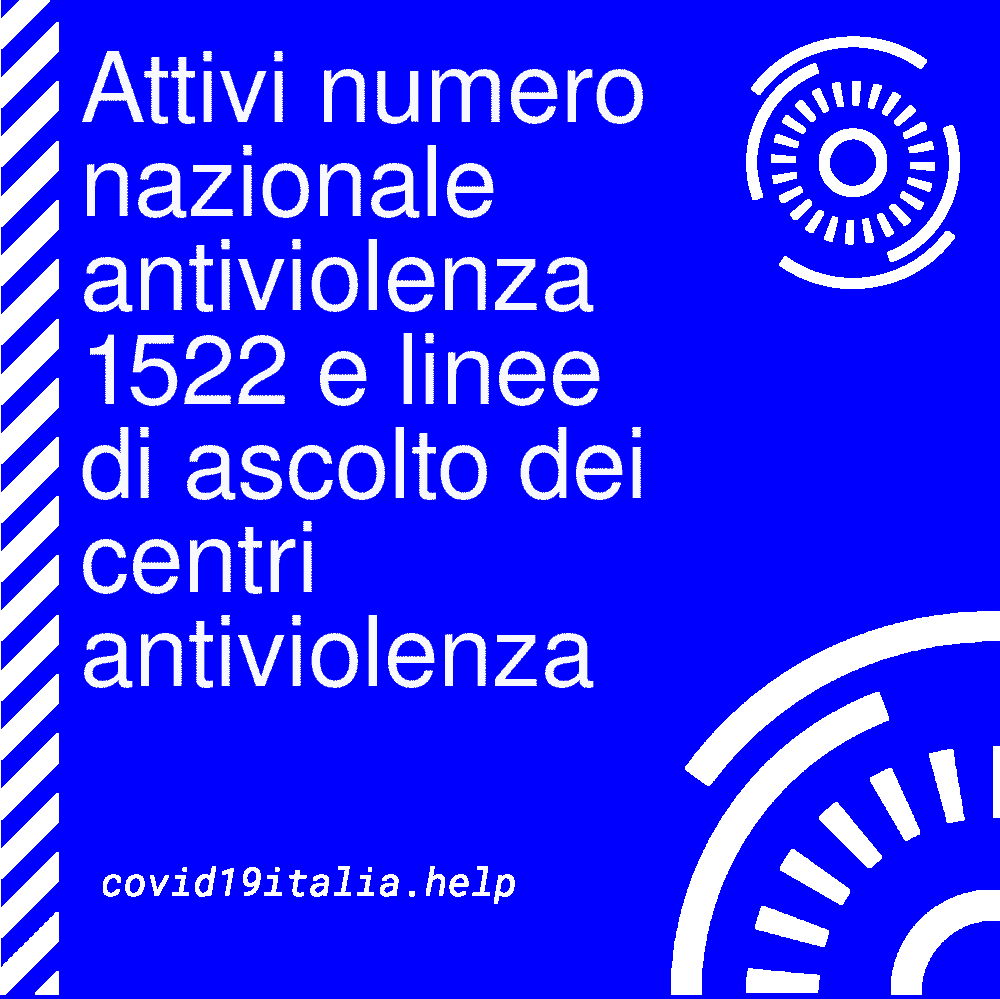 Attivi numero
nazionale
antiviolenza
1522 e linee
di ascolto dei
centri
antiviolenza
covid19italia.help